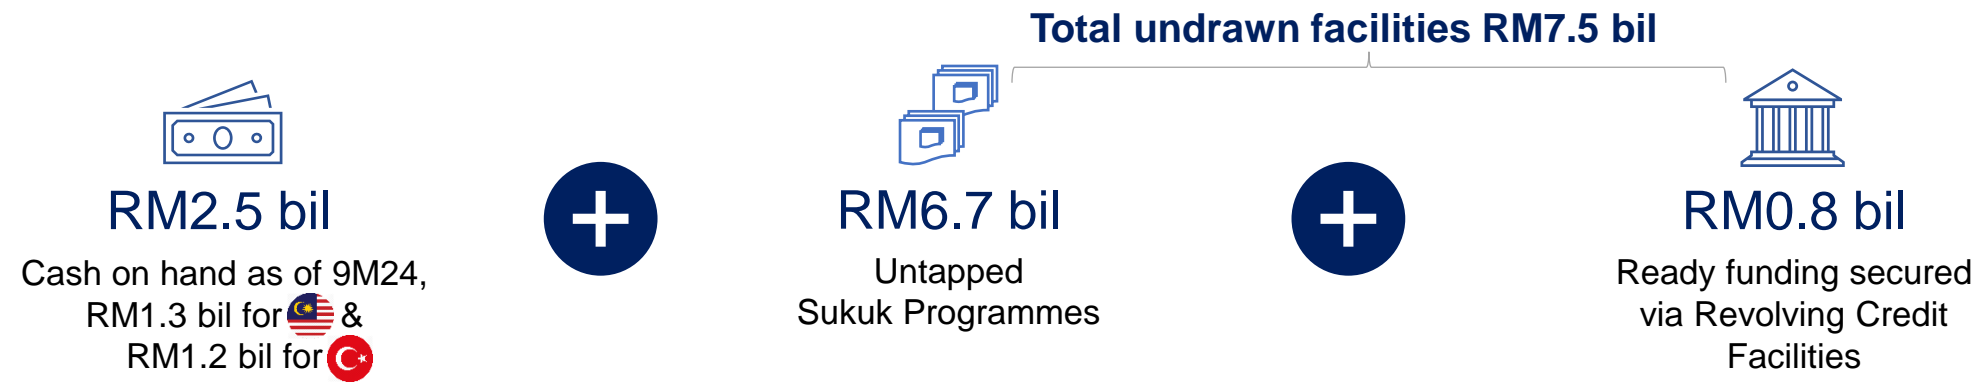 Total undrawn facilities RM7.5 bil
RM2.5 bil
Cash on hand as of 9M24,
RM1.3 bil for &
RM1.2 bil for
RM6.7 bil
Untapped
Sukuk Programmes
RM0.8 bil
Ready funding secured
via Revolving Credit
Facilities